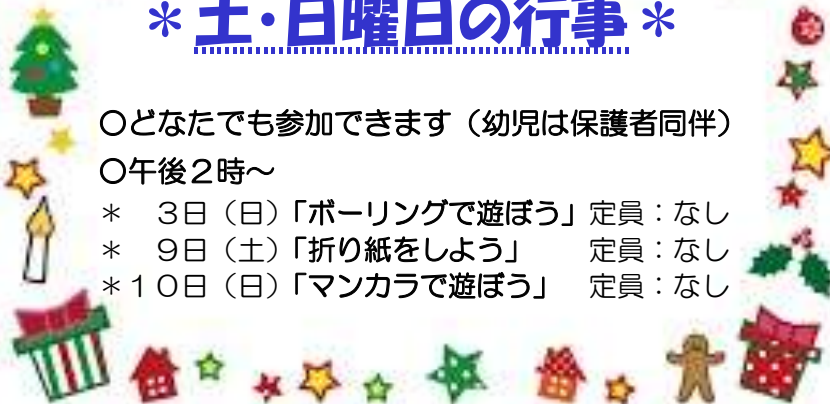 ＊土・日曜日の行事＊
〇どなたでも参加できます（幼児は保護者同伴）
〇午後２時～
＊　３日（日）「ボーリングで遊ぼう」定員：なし
＊　９日（土）「折り紙をしよう」　　定員：なし
＊１０日（日）「マンカラで遊ぼう」　定員：なし